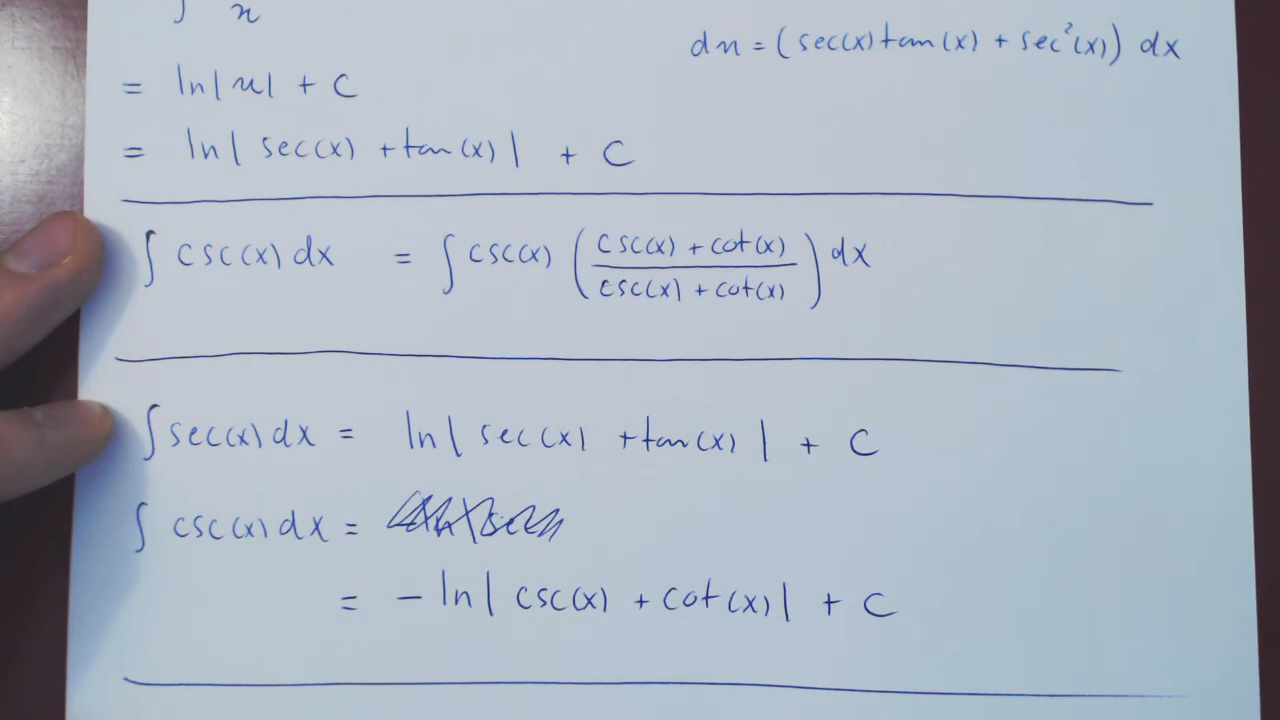 ∫ u
du = (sec(x)tan(x) + sec²(x)) dx
= ln|u| + C
= ln|sec(x) + tan(x)| + C
∫ csc(x) dx = ∫ csc(x) ( (csc(x) + cot(x)) / (csc(x) + cot(x)) ) dx
∫ sec(x) dx = ln|sec(x) + tan(x)| + C
∫ csc(x) dx =
= - ln|csc(x) + cot(x)| + C